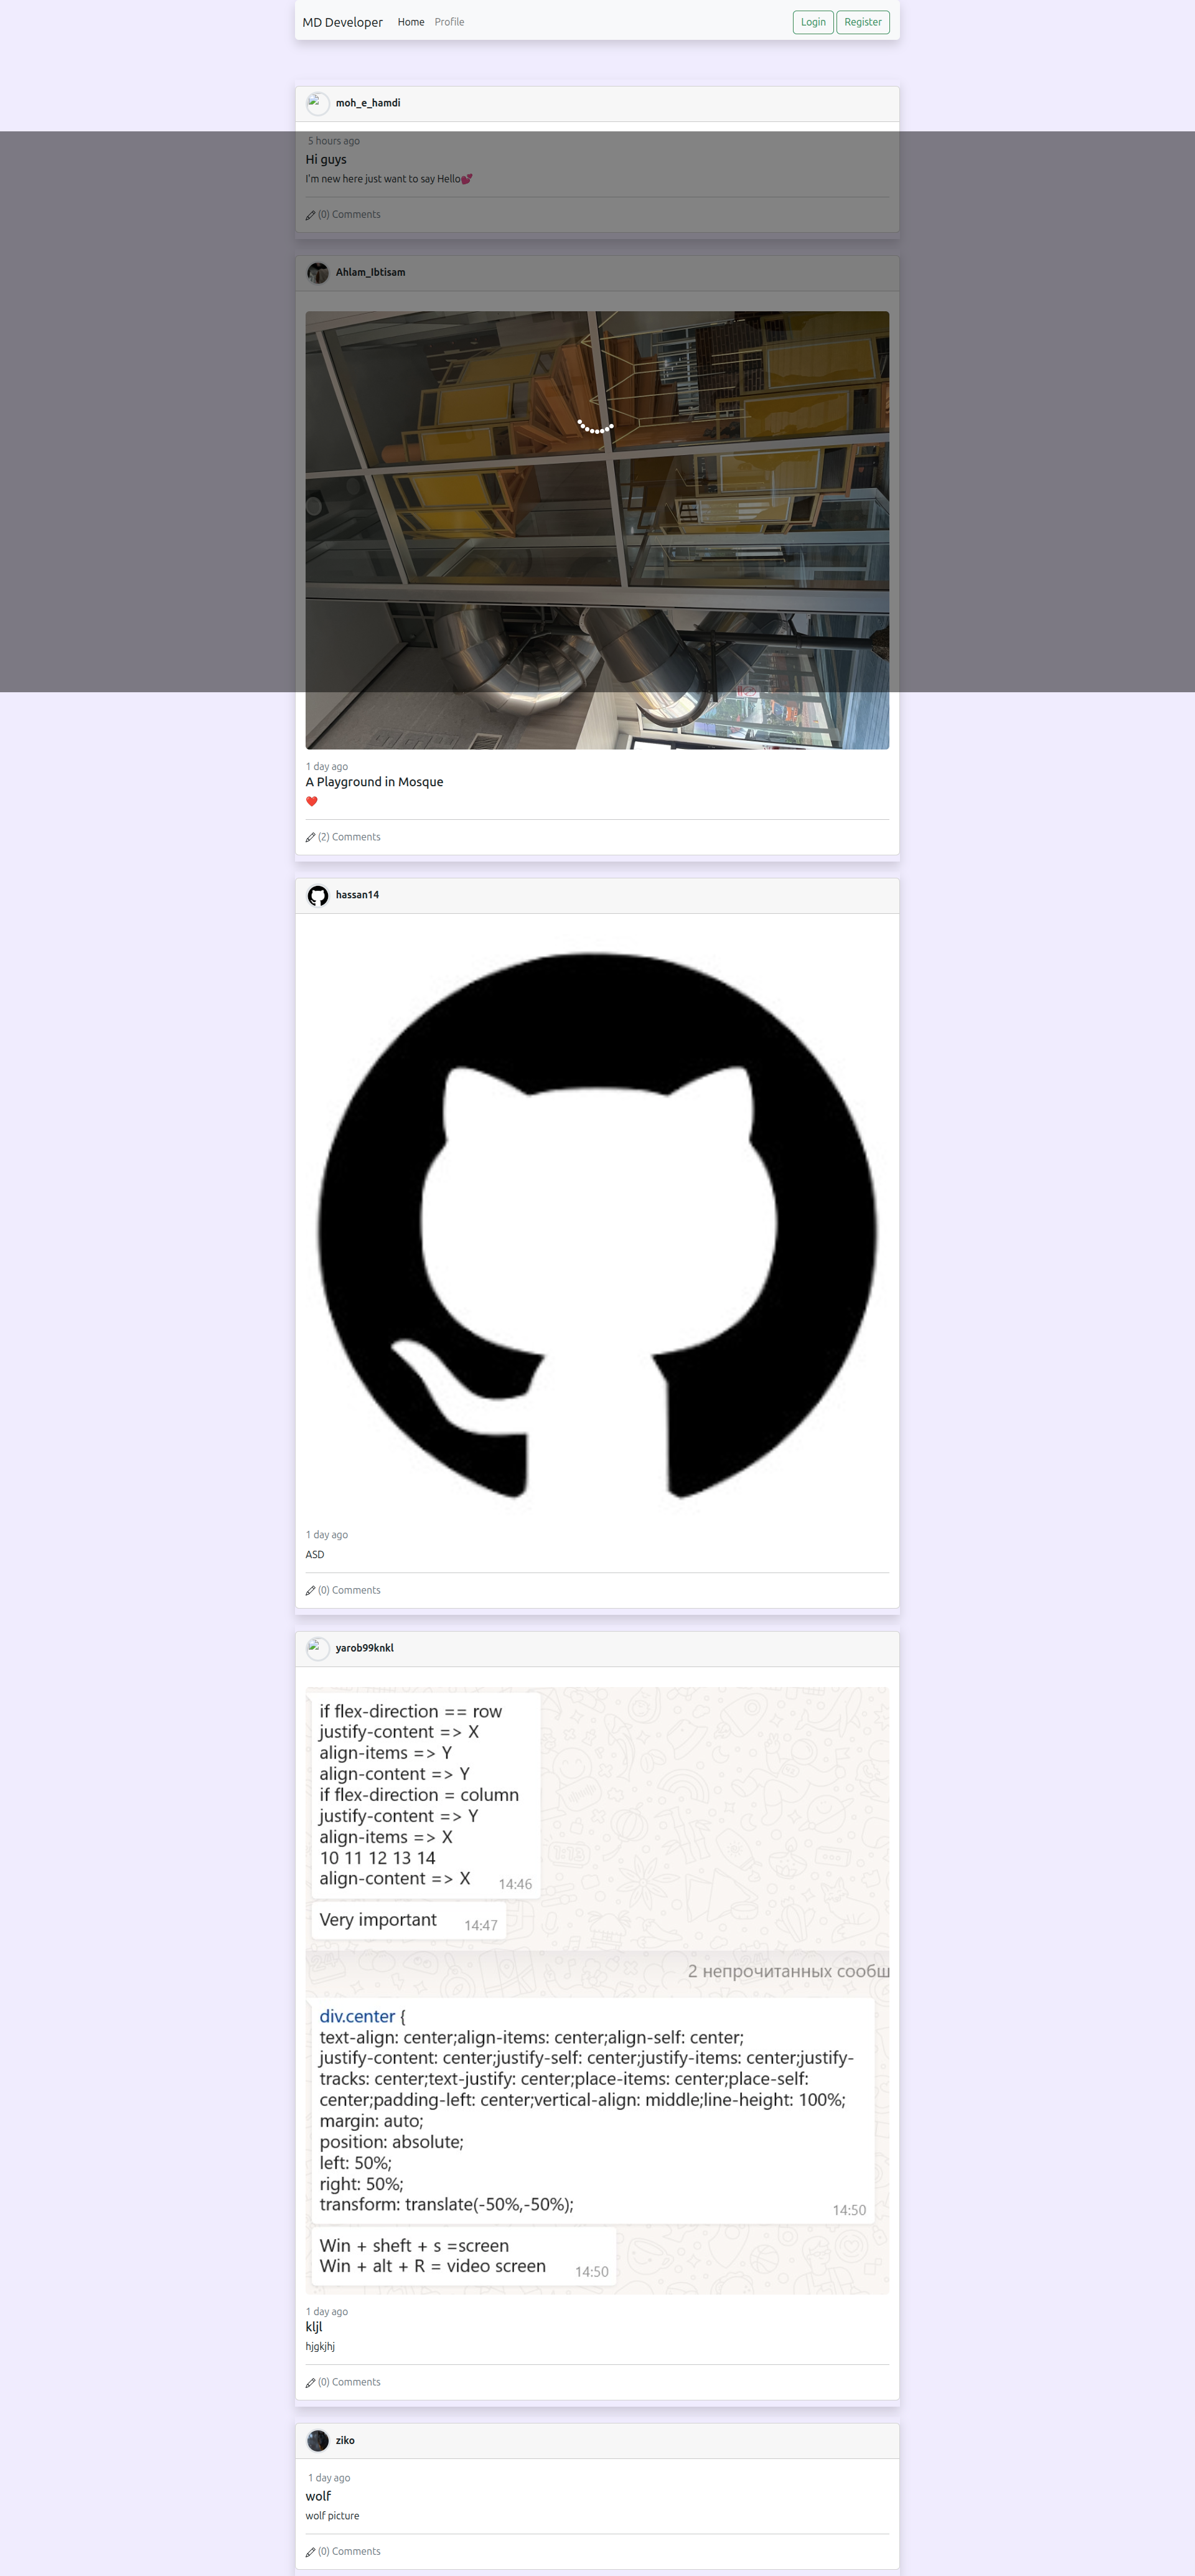 MD Developer Home Profile Login Register
moh_e_hamdi
5 hours ago
Hi guys
I'm new here just want to say Hello💕
(0) Comments
Ahlam_Ibtisam
1 day ago
A Playground in Mosque
❤️
(2) Comments
hassan14
1 day ago
ASD
(0) Comments
yarob99knkl
if flex-direction == row
justify-content => X
align-items => Y
align-content => Y
if flex-direction = column
justify-content => Y
align-items => X
10 11 12 13 14
align-content => X 14:46
Very important 14:47
2 непрочитанных сообщ
div.center {
text-align: center;align-items: center;align-self: center;
justify-content: center;justify-self: center;justify-items: center;justify-
tracks: center;text-justify: center;place-items: center;place-self:
center;padding-left: center;vertical-align: middle;line-height: 100%;
margin: auto;
position: absolute;
left: 50%;
right: 50%;
transform: translate(-50%,-50%);
14:50
Win + sheft + s =screen
Win + alt + R = video screen 14:50
1 day ago
kljl
hjgkjhj
(0) Comments
ziko
1 day ago
wolf
wolf picture
(0) Comments